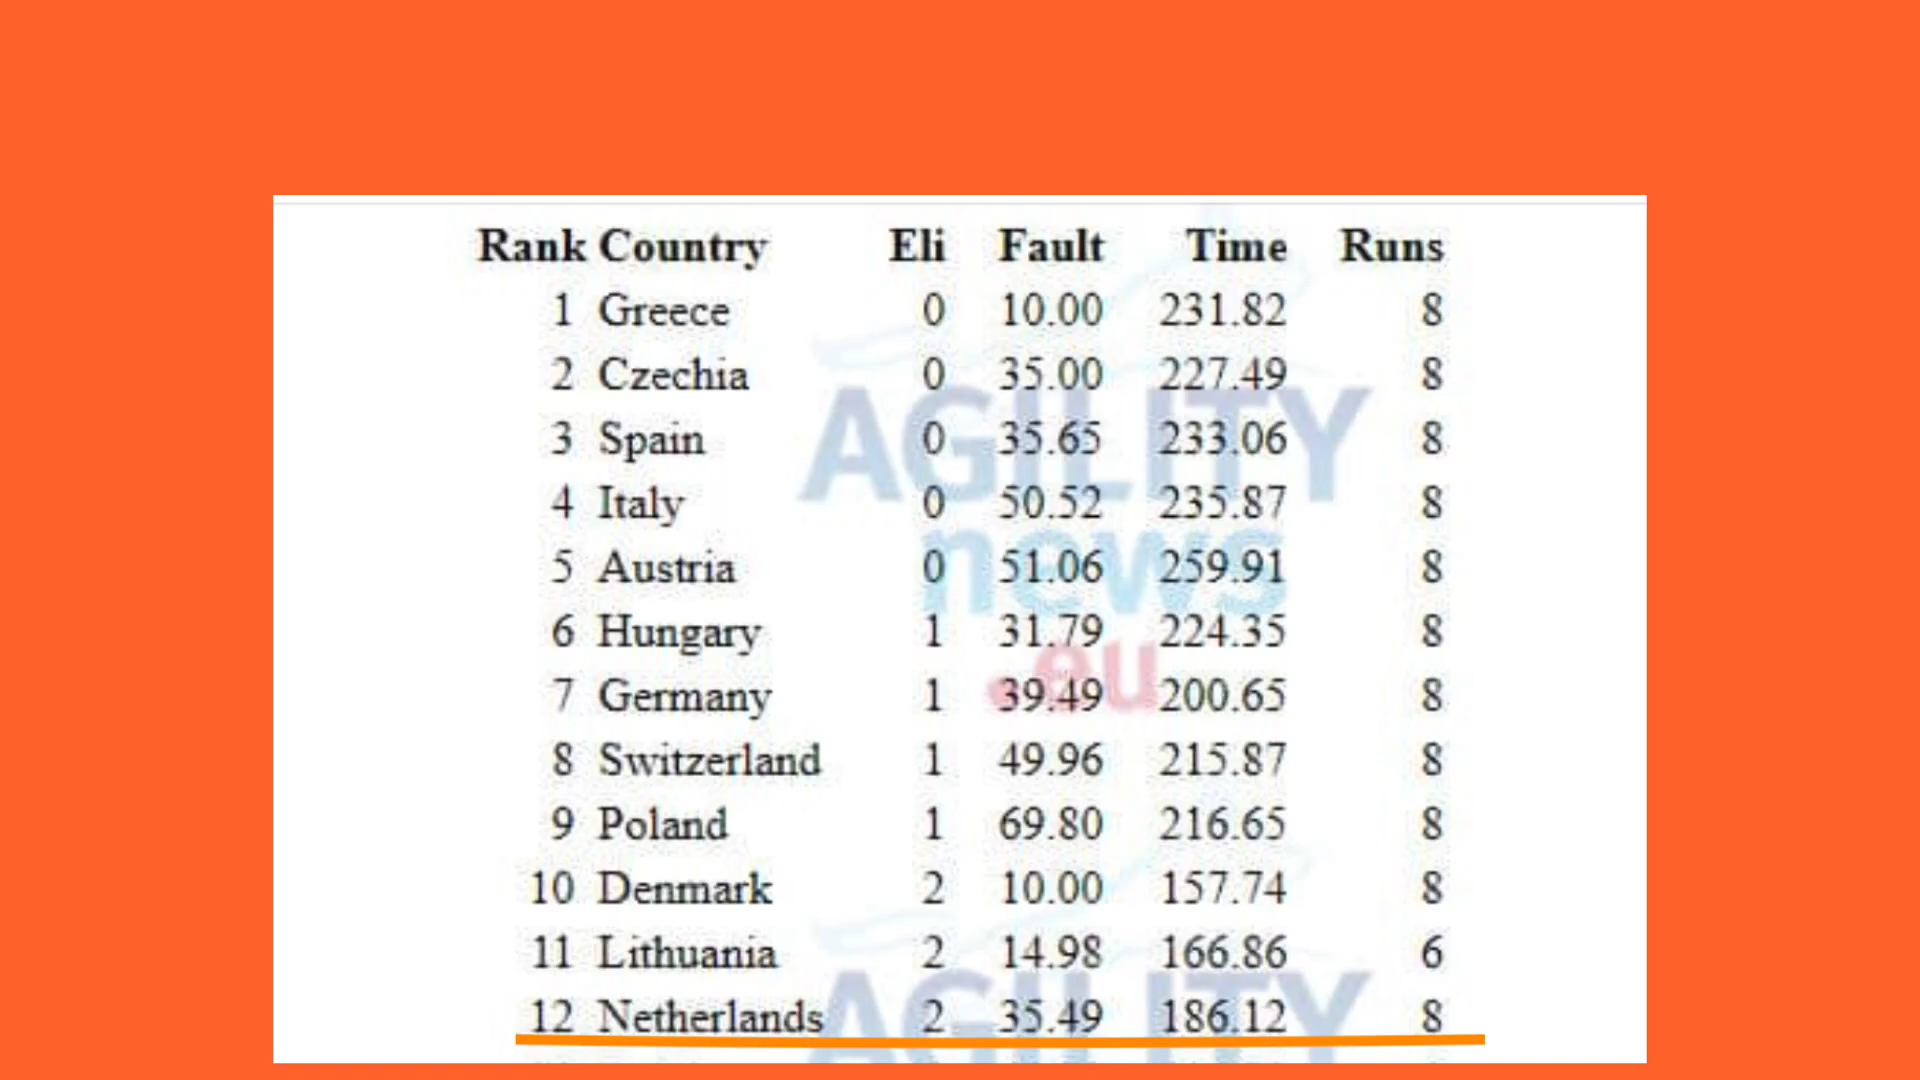 Rank Country Eli Fault Time Runs
1 Greece 0 10.00 231.82 8
2 Czechia 0 35.00 227.49 8
3 Spain 0 35.65 233.06 8
4 Italy 0 50.52 235.87 8
5 Austria 0 51.06 259.91 8
6 Hungary 1 31.79 224.35 8
7 Germany 1 39.49 200.65 8
8 Switzerland 1 49.96 215.87 8
9 Poland 1 69.80 216.65 8
10 Denmark 2 10.00 157.74 8
11 Lithuania 2 14.98 166.86 6
12 Netherlands 2 35.49 186.12 8
AGILITY
news
.eu
AGILITY